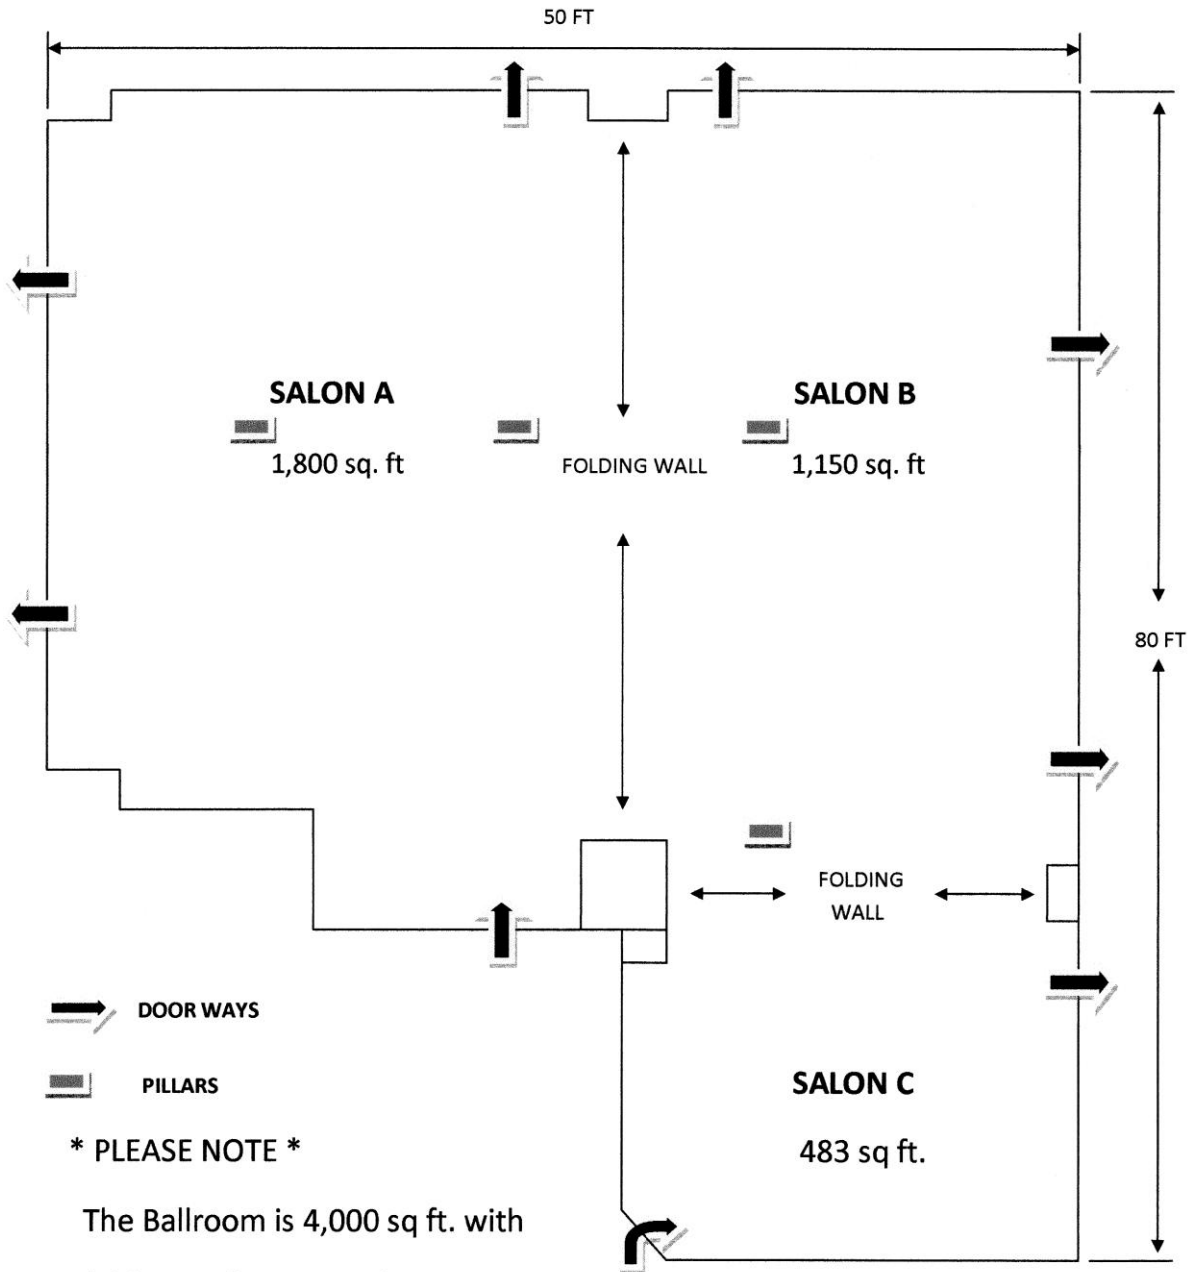 50 FT
SALON A
SALON B
1,800 sq. ft
FOLDING WALL
1,150 sq. ft
80 FT
FOLDING
WALL
DOOR WAYS
SALON C
PILLARS
* PLEASE NOTE *
483 sq ft.
The Ballroom is 4,000 sq ft. with